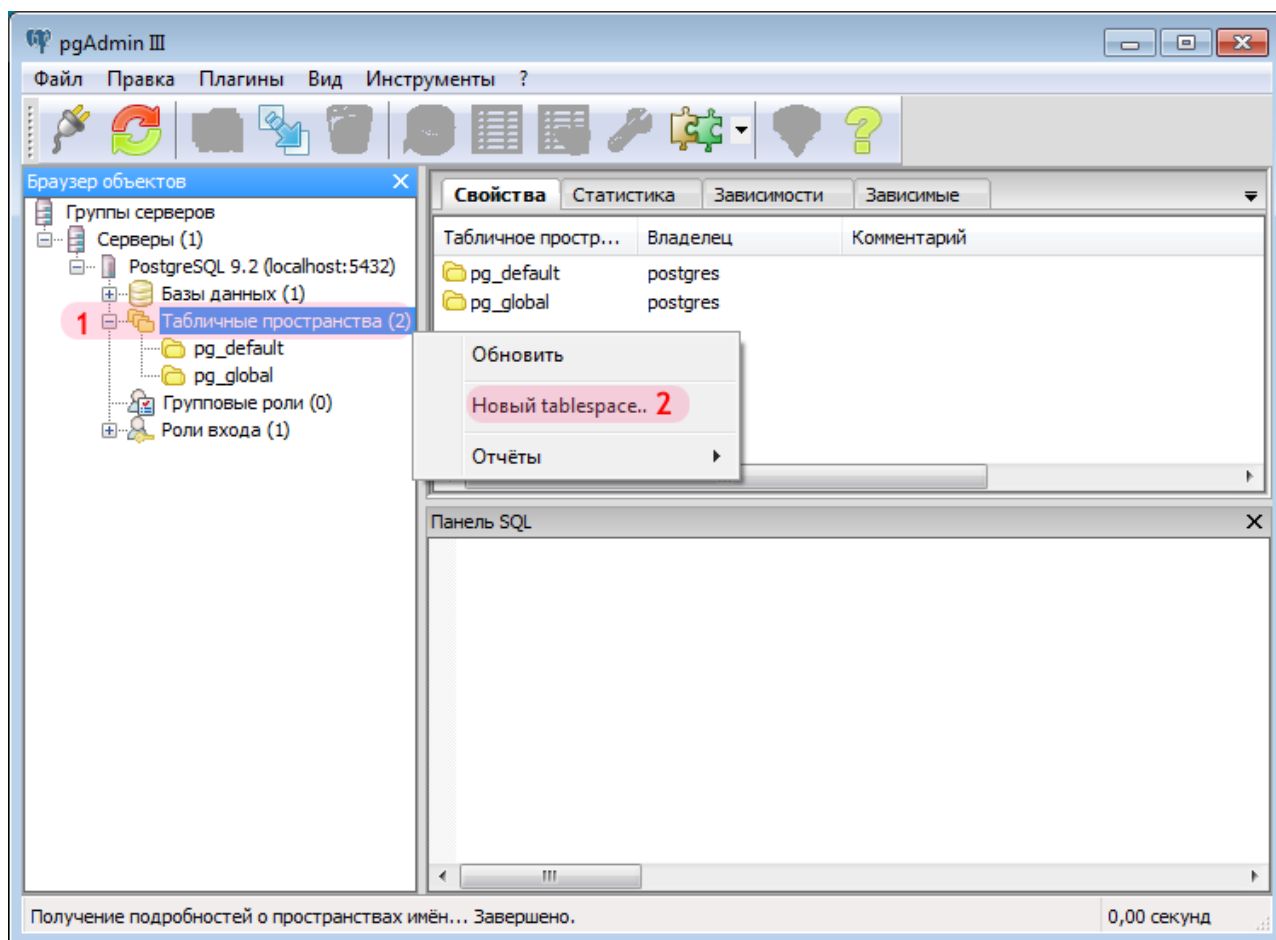 pgAdmin III
Файл Правка Плагины Вид Инструменты ?
Браузер объектов
Группы серверов
Серверы (1)
PostgreSQL 9.2 (localhost:5432)
Базы данных (1)
1 Табличные пространства (2)
pg_default
pg_global
Групповые роли (0)
Роли входа (1)
Свойства Статистика Зависимости Зависимые
Табличное простр... Владелец Комментарий
pg_default postgres
pg_global postgres
Обновить
Новый tablespace.. 2
Отчёты
Панель SQL
Получение подробностей о пространствах имён... Завершено. 0,00 секунд